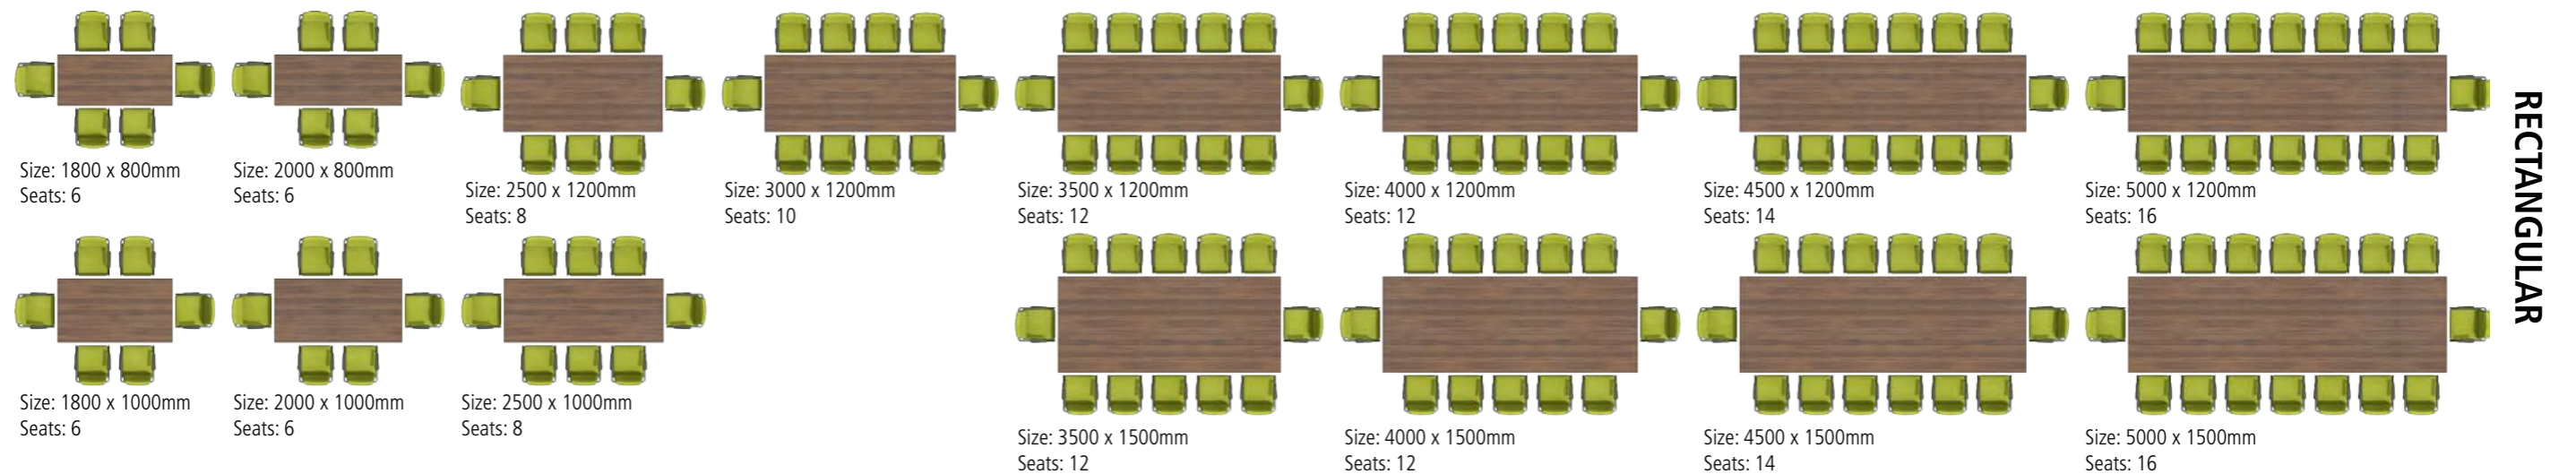 Size: 1800 x 800mm
Seats: 6
Size: 2000 x 800mm
Seats: 6
Size: 2500 x 1200mm
Seats: 8
Size: 3000 x 1200mm
Seats: 10
Size: 3500 x 1200mm
Seats: 12
Size: 4000 x 1200mm
Seats: 12
Size: 4500 x 1200mm
Seats: 14
Size: 5000 x 1200mm
Seats: 16
Size: 1800 x 1000mm
Seats: 6
Size: 2000 x 1000mm
Seats: 6
Size: 2500 x 1000mm
Seats: 8
Size: 3500 x 1500mm
Seats: 12
Size: 4000 x 1500mm
Seats: 12
Size: 4500 x 1500mm
Seats: 14
Size: 5000 x 1500mm
Seats: 16
RECTANGULAR